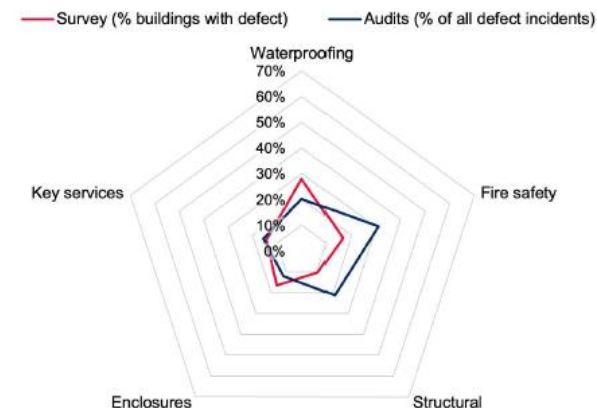 Survey (% buildings with defect) Audits (% of all defect incidents)
Waterproofing
70%
60%
50%
40%
30%
20%
10%
0%
Key services
Fire safety
Enclosures
Structural